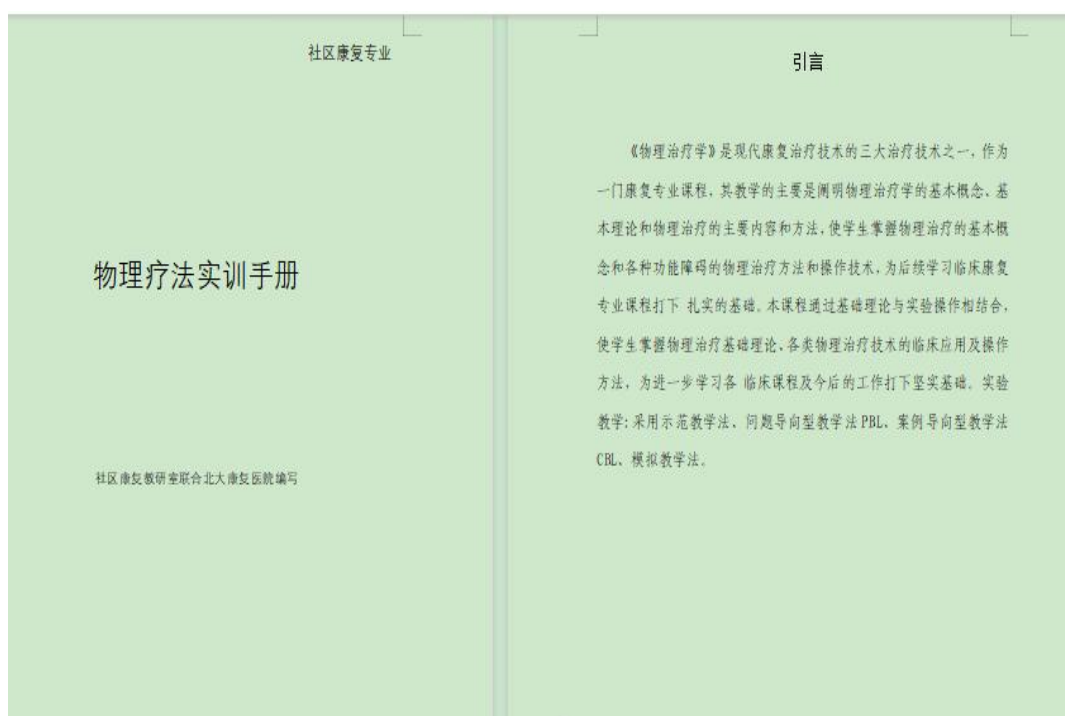 社区康复专业
物理疗法实训手册
社区康复教研室联合北大康复医院编写
引言
《物理治疗学》是现代康复治疗技术的三大治疗技术之一，作为
一门康复专业课程，其教学的主要是阐明物理治疗学的基本概念、基
本理论和物理治疗的主要内容和方法，使学生掌握物理治疗的基本概
念和各种功能障碍的物理治疗方法和操作技术，为后续学习临床康复
专业课程打下 扎实的基础。本课程通过基础理论与实验操作相结合，
使学生掌握物理治疗基础理论、各类物理治疗技术的临床应用及操作
方法，为进一步学习各 临床课程及今后的工作打下坚实基础。实验
教学：采用示范教学法、问题导向型教学法 PBL、案例导向型教学法
CBL、模拟教学法。